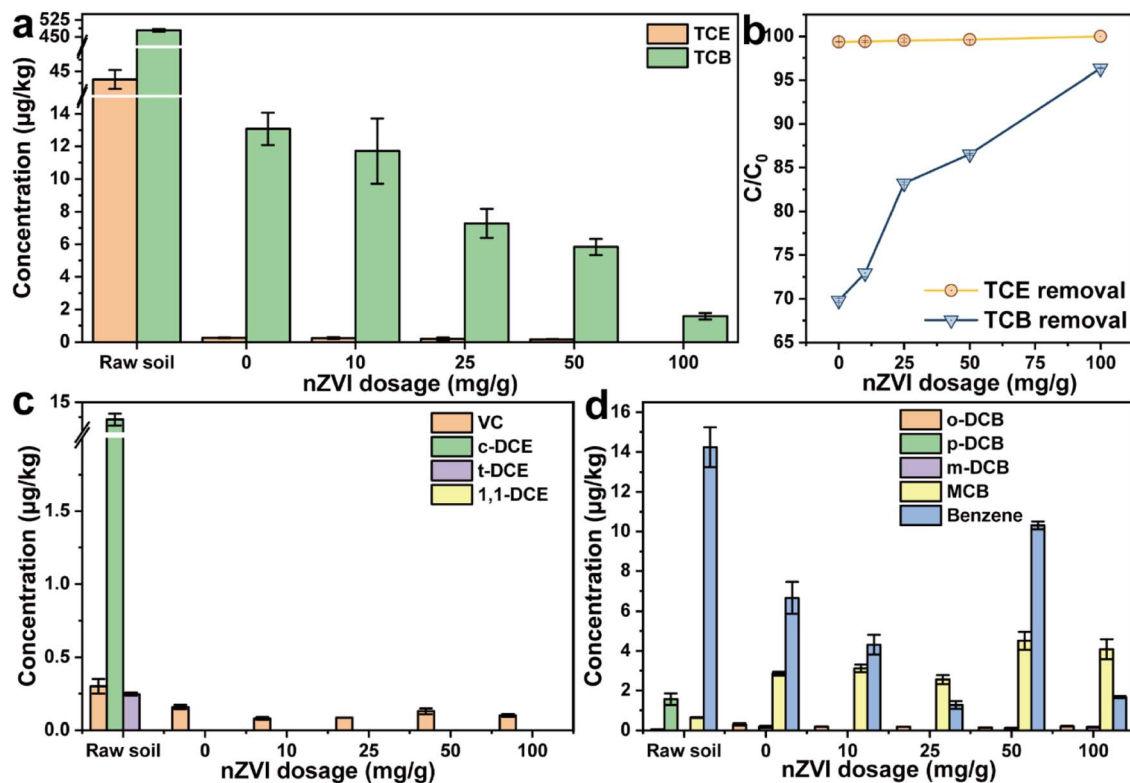 a
Concentration (μg/kg)
525
450
45
14
12
10
8
6
4
2
0
TCE
TCB
Raw soil 0 10 25 50 100
nZVI dosage (mg/g)
b
C/C0
100
95
90
85
80
75
70
65
TCE removal
TCB removal
0 25 50 75 100
nZVI dosage (mg/g)
c
Concentration (μg/kg)
15
1.5
1.0
0.5
0.0
VC
c-DCE
t-DCE
1,1-DCE
Raw soil 0 10 25 50 100
nZVI dosage (mg/g)
d
Concentration (μg/kg)
16
14
12
10
8
6
4
2
0
o-DCB
p-DCB
m-DCB
MCB
Benzene
Raw soil 0 10 25 50 100
nZVI dosage (mg/g)